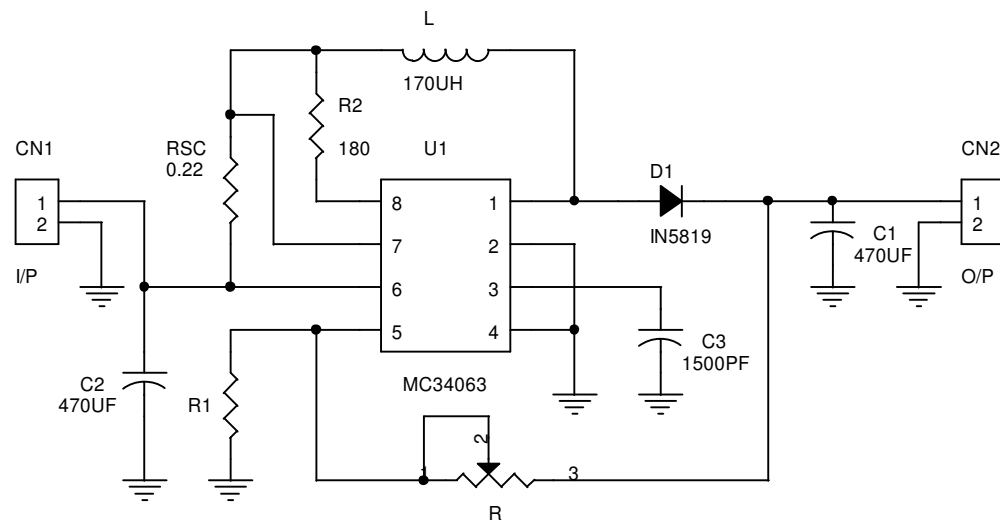 L
170UH
R2
180
U1
CN1
1
2
I/P
RSC
0.22
8
7
6
5
1
2
3
4
MC34063
D1
IN5819
C1
470UF
CN2
1
2
O/P
C3
1500PF
C2
470UF
R1
1
2
3
R